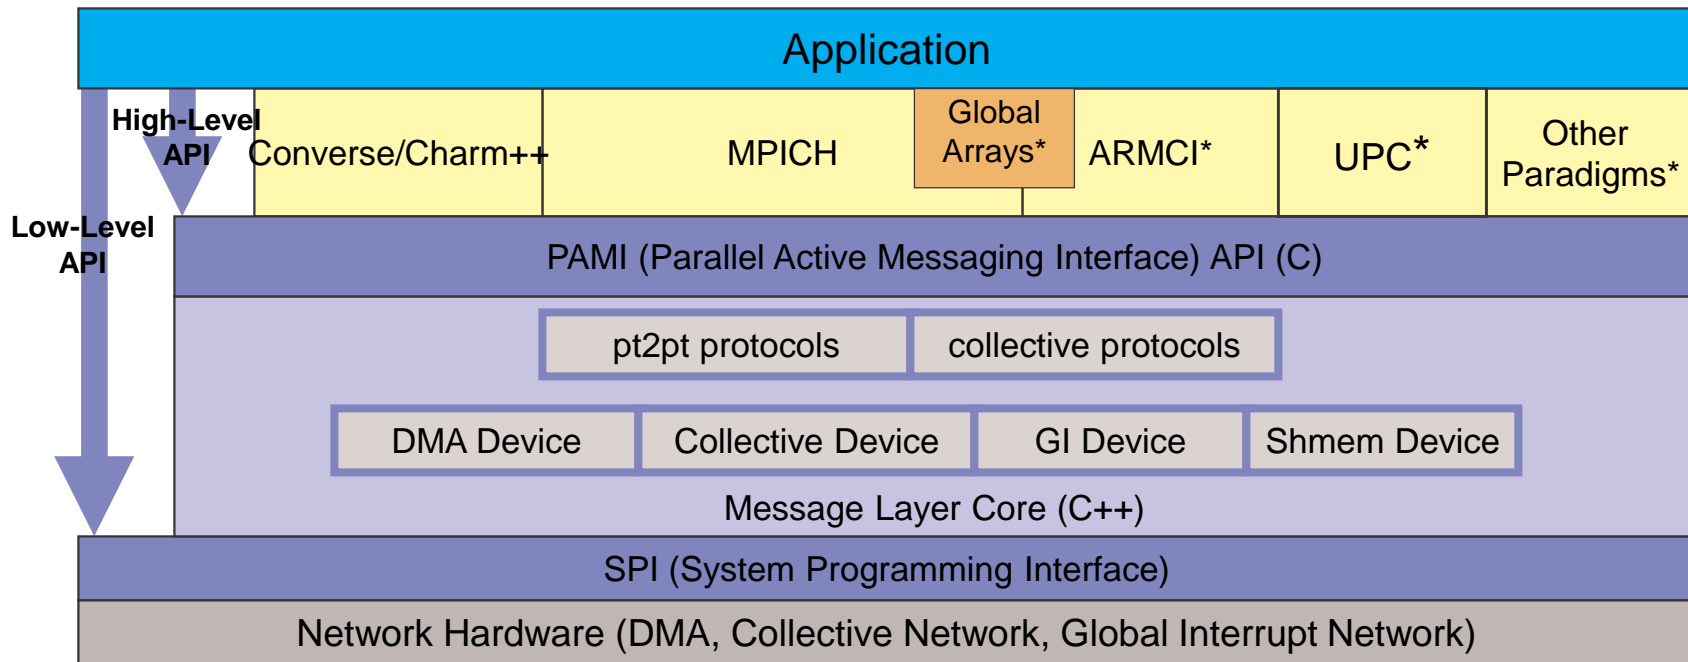 Application
High-Level
API
Converse/Charm++
MPICH
Global
Arrays*
ARMCI*
UPC*
Other
Paradigms*
Low-Level
API
PAMI (Parallel Active Messaging Interface) API (C)
pt2pt protocols
collective protocols
DMA Device
Collective Device
GI Device
Shmem Device
Message Layer Core (C++)
SPI (System Programming Interface)
Network Hardware (DMA, Collective Network, Global Interrupt Network)